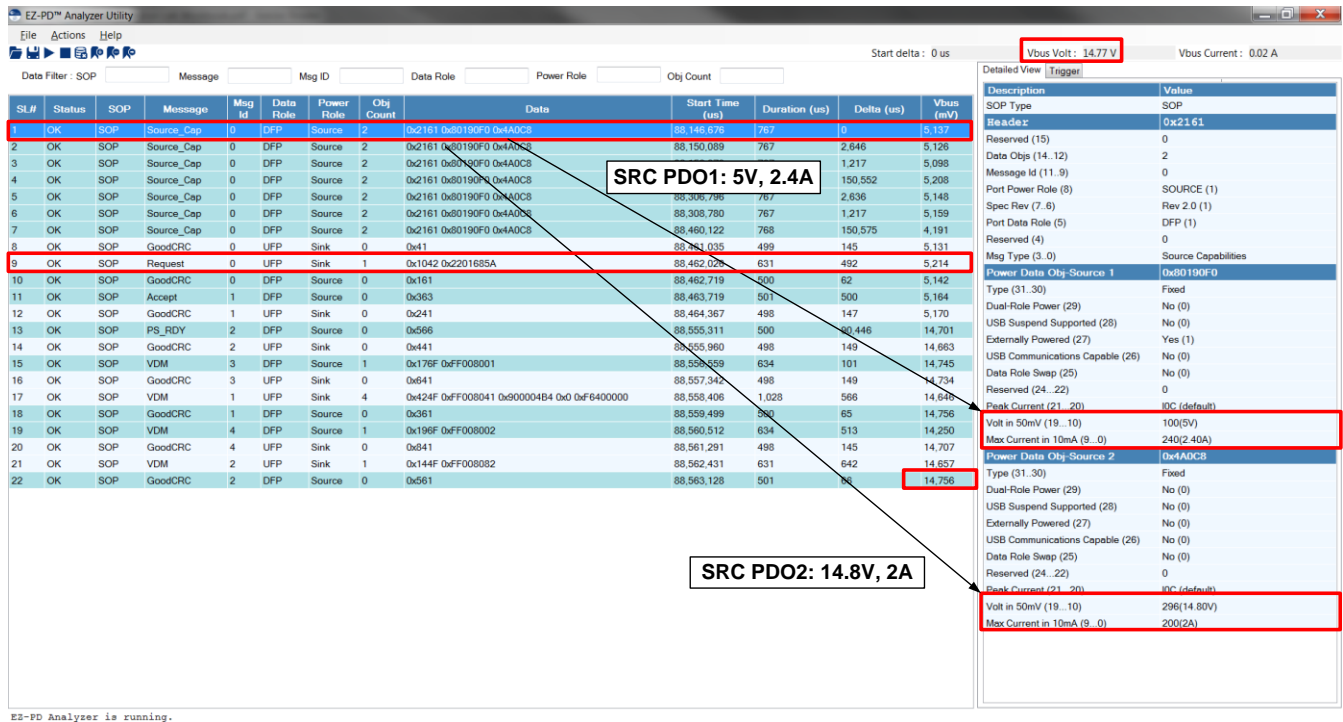 EZ-PD™ Analyzer Utility
File Actions Help
Start delta : 0 us Vbus Volt : 14.77 V Vbus Current : 0.02 A
Data Filter : SOP Message Msg ID Data Role Power Role Obj Count
SL# Status SOP Message Msg Id Data Role Power Role Obj Count Data Start Time (us) Duration (us) Delta (us) Vbus (mV)
1 OK SOP Source_Cap 0 DFP Source 2 0x2161 0x80190F0 0x4A0C8 88,146,676 767 0 5,137
2 OK SOP Source_Cap 0 DFP Source 2 0x2161 0x80190F0 0x4A0C8 88,150,089 767 2,646 5,126
3 OK SOP Source_Cap 0 DFP Source 2 0x2161 0x80190F0 0x4A0C8 1,217 5,098
4 OK SOP Source_Cap 0 DFP Source 2 0x2161 0x80190F0 0x4A0C8 150,552 5,208
5 OK SOP Source_Cap 0 DFP Source 2 0x2161 0x80190F0 0x4A0C8 88,306,796 767 2,636 5,148
6 OK SOP Source_Cap 0 DFP Source 2 0x2161 0x80190F0 0x4A0C8 88,308,780 767 1,217 5,159
7 OK SOP Source_Cap 0 DFP Source 2 0x2161 0x80190F0 0x4A0C8 88,460,122 768 150,575 4,191
8 OK SOP GoodCRC 0 UFP Sink 0 0x41 88,461,035 499 145 5,131
9 OK SOP Request 0 UFP Sink 1 0x1042 0x2201685A 88,462,026 631 492 5,214
10 OK SOP GoodCRC 0 DFP Source 0 0x161 88,462,719 500 62 5,142
11 OK SOP Accept 1 DFP Source 0 0x363 88,463,719 501 500 5,164
12 OK SOP GoodCRC 1 UFP Sink 0 0x241 88,464,367 498 147 5,170
13 OK SOP PS_RDY 2 DFP Source 0 0x566 88,555,311 500 90,446 14,701
14 OK SOP GoodCRC 2 UFP Sink 0 0x441 88,555,960 498 149 14,663
15 OK SOP VDM 3 DFP Source 1 0x176F 0xFF008001 88,556,559 634 101 14,745
16 OK SOP GoodCRC 3 UFP Sink 0 0x641 88,557,342 498 149 14,734
17 OK SOP VDM 1 UFP Sink 4 0x424F 0xFF008041 0x900004B4 0x0 0xF6400000 88,558,406 1,028 566 14,646
18 OK SOP GoodCRC 1 DFP Source 0 0x361 88,559,499 500 65 14,756
19 OK SOP VDM 4 DFP Source 1 0x196F 0xFF008002 88,560,512 634 513 14,250
20 OK SOP GoodCRC 4 UFP Sink 0 0x841 88,561,291 498 145 14,707
21 OK SOP VDM 2 UFP Sink 1 0x144F 0xFF008082 88,562,431 631 642 14,657
22 OK SOP GoodCRC 2 DFP Source 0 0x561 88,563,128 501 66 14,756
SRC PDO1: 5V, 2.4A
SRC PDO2: 14.8V, 2A
Detailed View Trigger
Description Value
SOP Type SOP
Header 0x2161
Reserved (15) 0
Data Objs (14..12) 2
Message Id (11..9) 0
Port Power Role (8) SOURCE (1)
Spec Rev (7..6) Rev 2.0 (1)
Port Data Role (5) DFP (1)
Reserved (4) 0
Msg Type (3..0) Source Capabilities
Power Data Obj-Source 1 0x80190F0
Type (31..30) Fixed
Dual-Role Power (29) No (0)
USB Suspend Supported (28) No (0)
Externally Powered (27) Yes (1)
USB Communications Capable (26) No (0)
Data Role Swap (25) No (0)
Reserved (24...22) 0
Peak Current (21...20) IOC (default)
Volt in 50mV (19...10) 100(5V)
Max Current in 10mA (9...0) 240(2.40A)
Power Data Obj-Source 2 0x4A0C8
Type (31..30) Fixed
Dual-Role Power (29) No (0)
USB Suspend Supported (28) No (0)
Externally Powered (27) No (0)
USB Communications Capable (26) No (0)
Data Role Swap (25) No (0)
Reserved (24...22) 0
Peak Current (21...20) IOC (default)
Volt in 50mV (19...10) 296(14.80V)
Max Current in 10mA (9...0) 200(2A)
EZ-PD Analyzer is running.